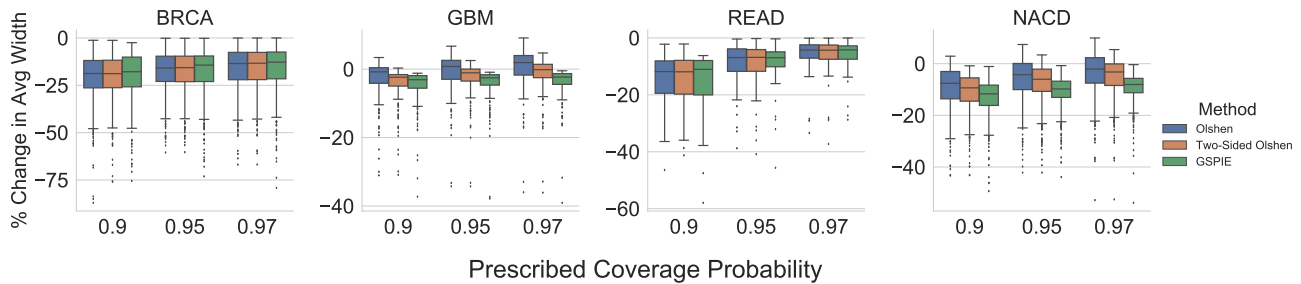 BRCA
GBM
READ
NACD
% Change in Avg Width
0
−25
−50
−75
0.9 0.95 0.97
0
−20
−40
0.9 0.95 0.97
0
−20
−40
−60
0.9 0.95 0.97
0
−20
−40
0.9 0.95 0.97
Method
Olshen
Two-Sided Olshen
GSPIE
Prescribed Coverage Probability